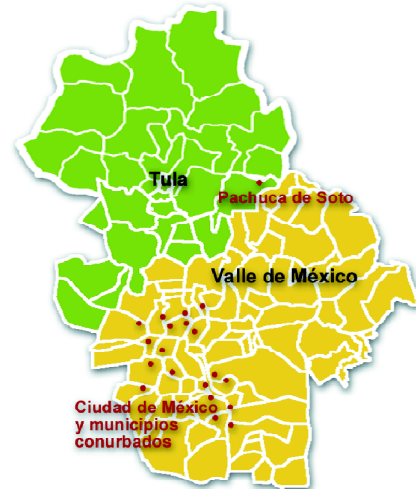 Tula
Pachuca de Soto
Valle de México
Ciudad de México
y municipios
conurbados